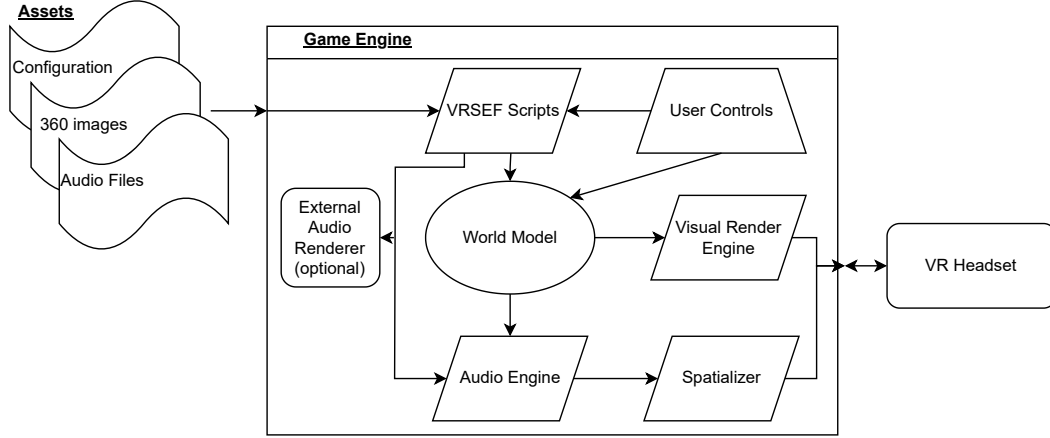 Assets
Configuration
360 images
Audio Files
Game Engine
VRSEF Scripts
User Controls
External
Audio
Renderer
(optional)
World Model
Visual Render
Engine
VR Headset
Audio Engine
Spatializer